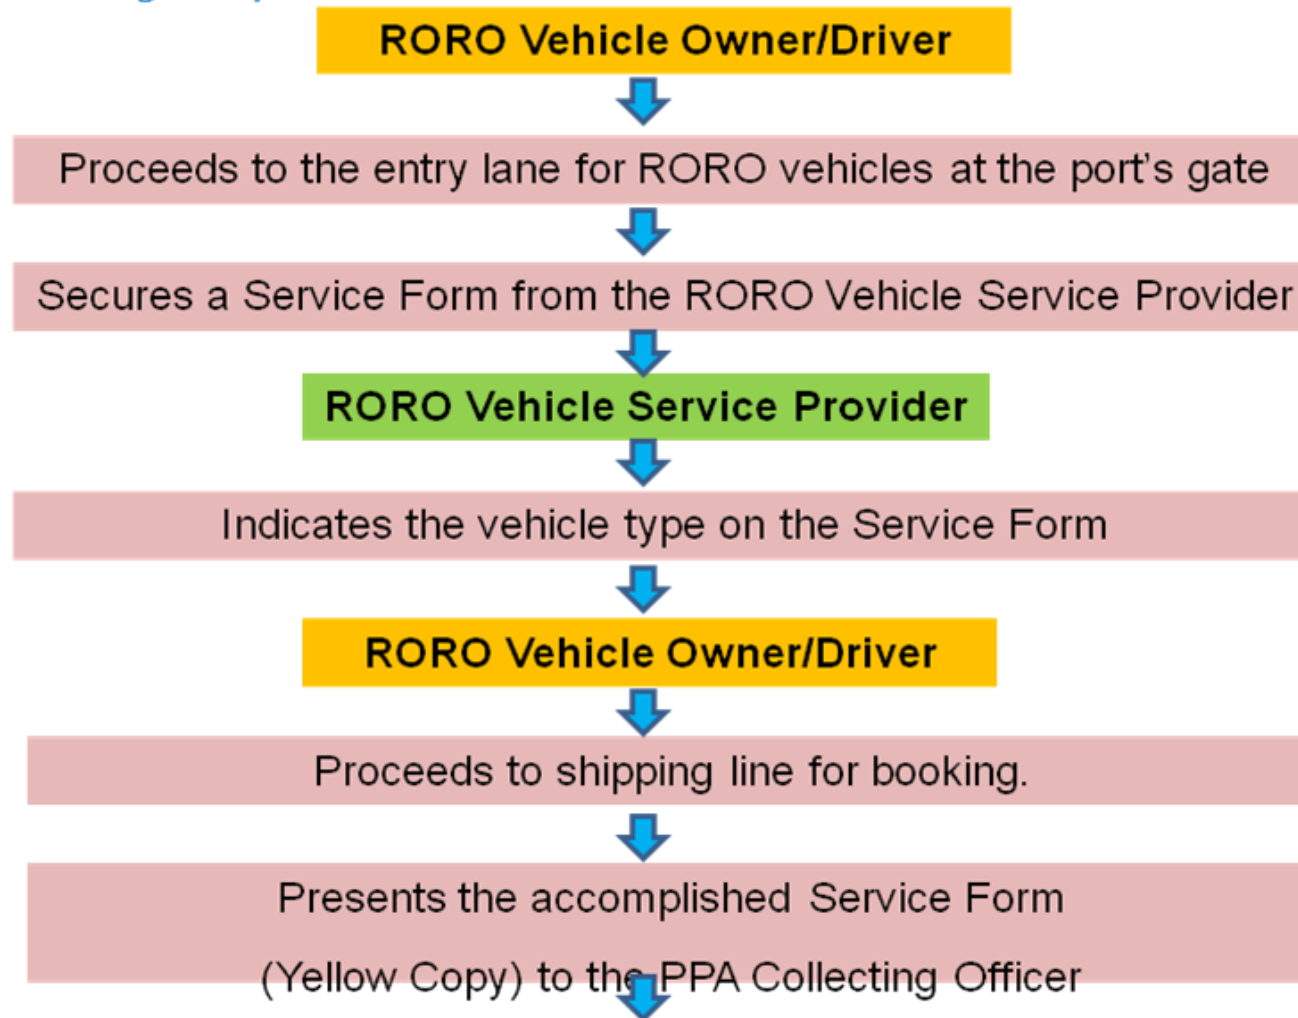 RORO Vehicle Owner/Driver
Proceeds to the entry lane for RORO vehicles at the port's gate
Secures a Service Form from the RORO Vehicle Service Provider
RORO Vehicle Service Provider
Indicates the vehicle type on the Service Form
RORO Vehicle Owner/Driver
Proceeds to shipping line for booking.
Presents the accomplished Service Form
(Yellow Copy) to the PPA Collecting Officer